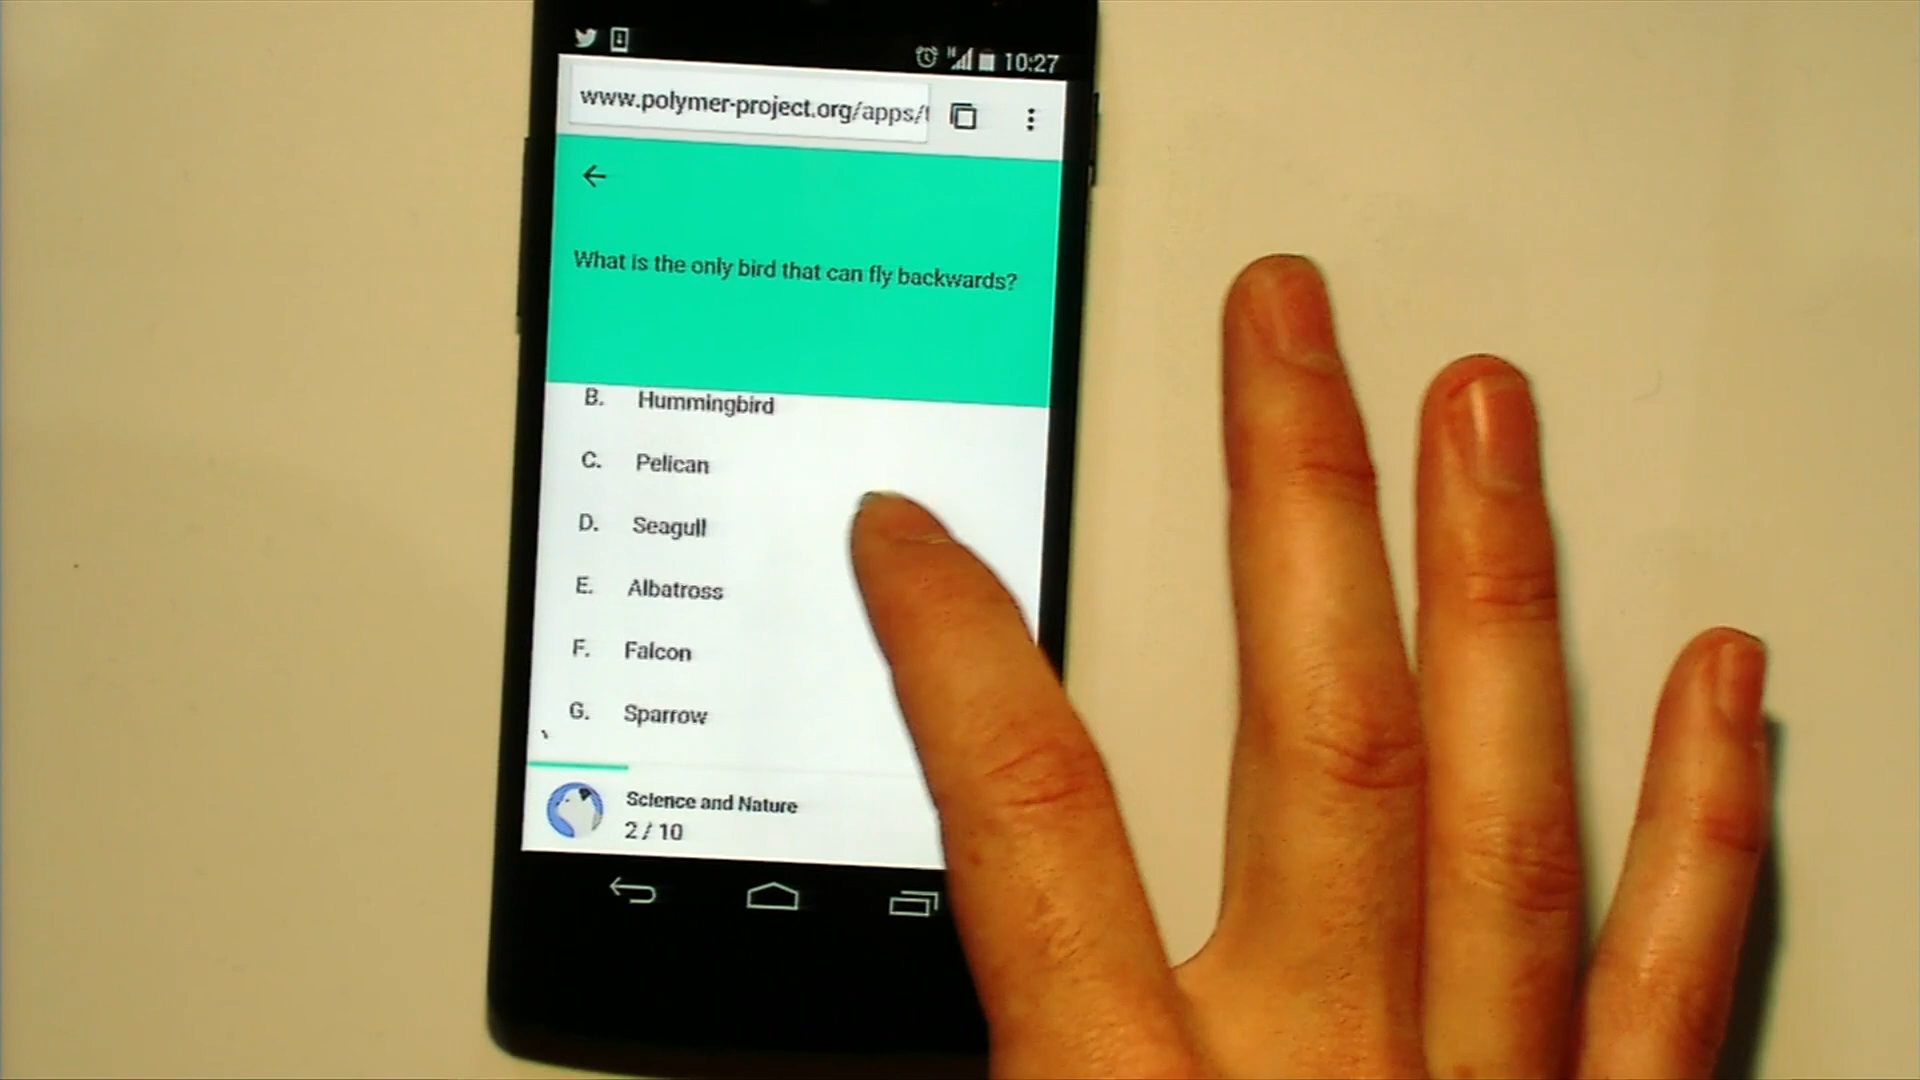 10:27
www.polymer-project.org/apps/
What is the only bird that can fly backwards?
B. Hummingbird
C. Pelican
D. Seagull
E. Albatross
F. Falcon
G. Sparrow
Science and Nature
2 / 10